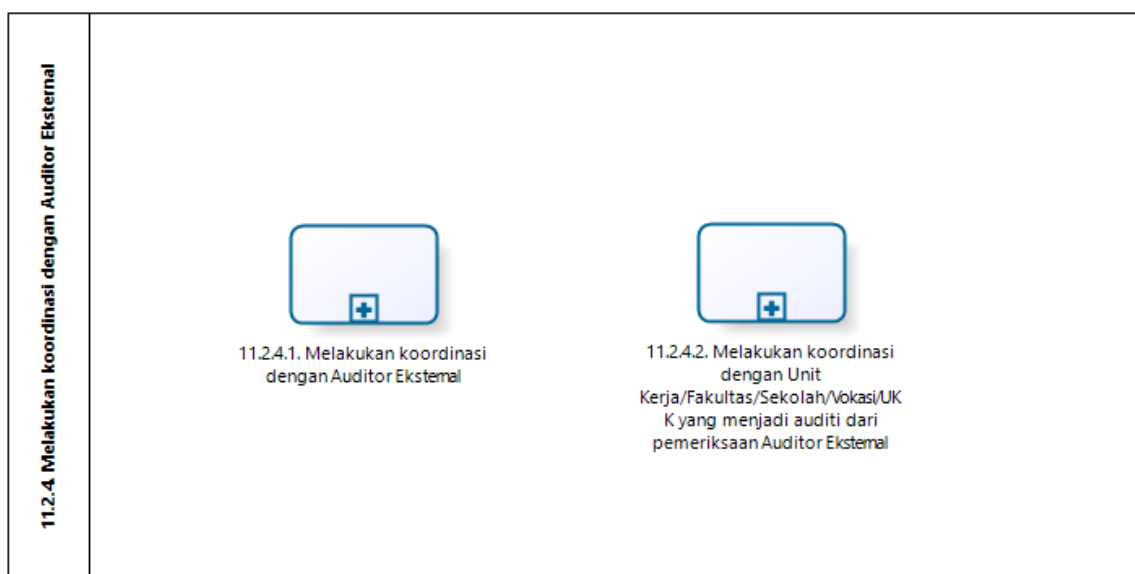 11.2.4. Melakukan koordinasi dengan Auditor Eksternal
11.2.4.1. Melakukan koordinasi
dengan Auditor Eksternal
11.2.4.2. Melakukan koordinasi
dengan Unit
Kerja/Fakultas/Sekolah/Vokasi/UK
K yang menjadi auditi dari
pemeriksaan Auditor Eksternal